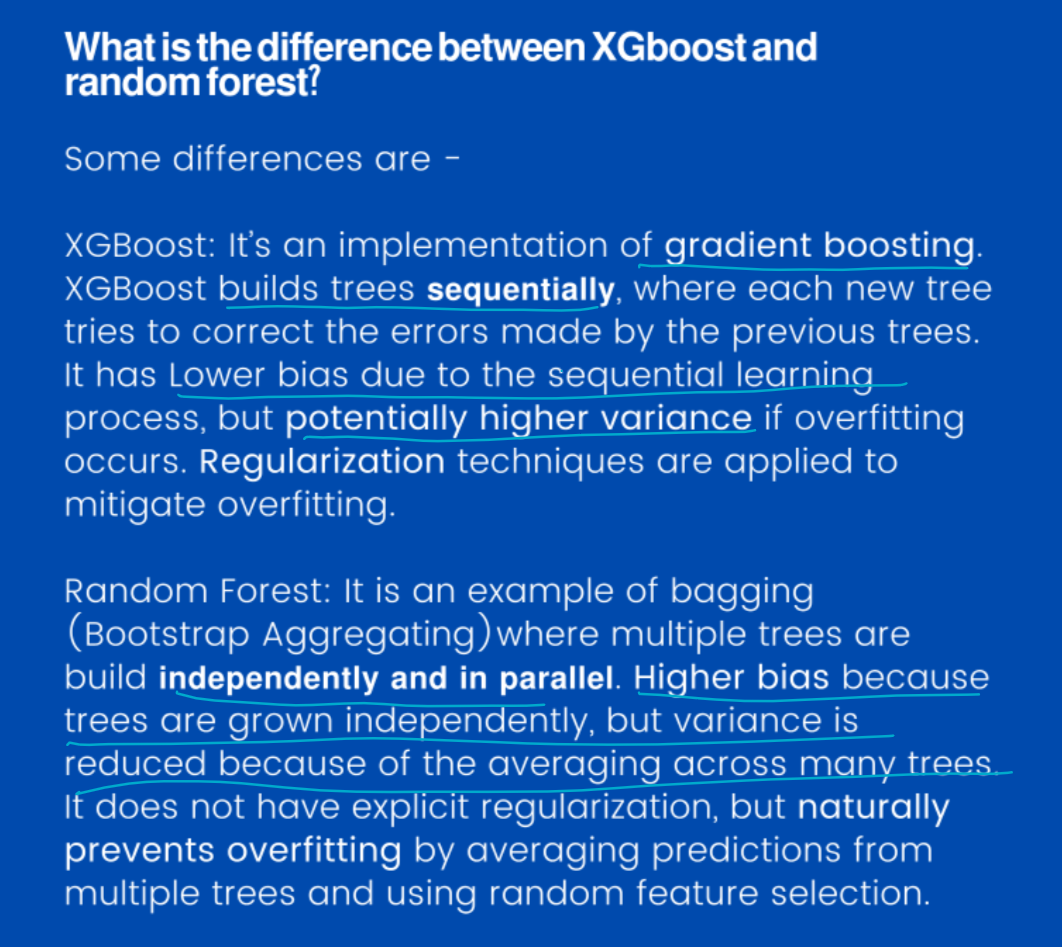 What is the difference between XGboost and
random forest?
Some differences are -
XGBoost: It's an implementation of gradient boosting.
XGBoost builds trees sequentially, where each new tree
tries to correct the errors made by the previous trees.
It has Lower bias due to the sequential learning
process, but potentially higher variance if overfitting
occurs. Regularization techniques are applied to
mitigate overfitting.
Random Forest: It is an example of bagging
(Bootstrap Aggregating)where multiple trees are
build independently and in parallel. Higher bias because
trees are grown independently, but variance is
reduced because of the averaging across many trees.
It does not have explicit regularization, but naturally
prevents overfitting by averaging predictions from
multiple trees and using random feature selection.